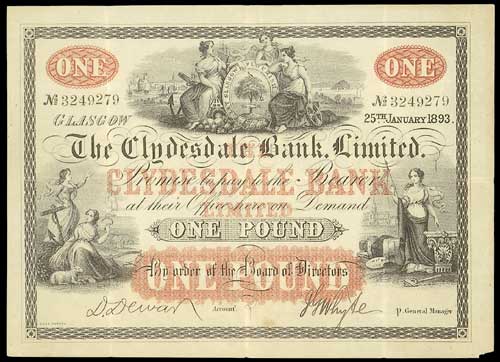 ONE
ONE
No 3249279
No 3249279
GLASGOW
25TH JANUARY 1893.
The Clydesdale Bank, Limited.
CLYDESDALE BANK
Promise to pay to the Bearer
at their Office here on Demand
LIMITED
ONE POUND
By order of the Board of Directors
ONE POUND
D. Dewar
Account.
p. General Manager